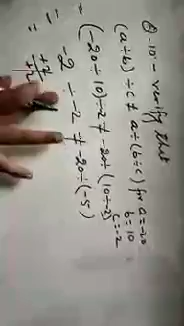 Q.10 - verify that
(a÷b)÷c ≠ a÷(b÷c) for a=-20
b=10
c=-2
(-20÷10)÷-2 ≠ -20÷(10÷-2)
= -2 ÷ -2 ≠ -20÷(-5)
=